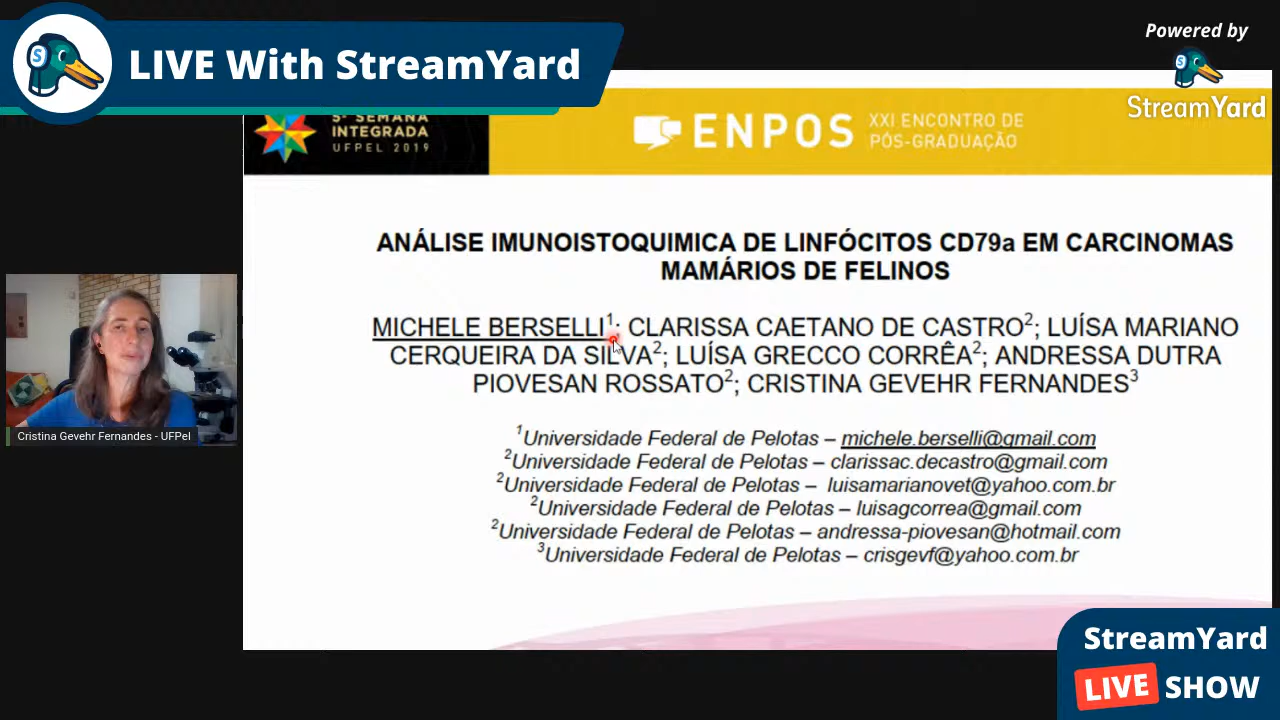 LIVE With StreamYard
Powered by
StreamYard
5ª SEMANA
INTEGRADA
UFPEL 2019
ENPOS
XXI ENCONTRO DE
PÓS-GRADUAÇÃO
ANÁLISE IMUNOISTOQUIMICA DE LINFÓCITOS CD79a EM CARCINOMAS
MAMÁRIOS DE FELINOS
MICHELE BERSELLI¹; CLARISSA CAETANO DE CASTRO²; LUÍSA MARIANO
CERQUEIRA DA SILVA²; LUÍSA GRECCO CORRÊA²; ANDRESSA DUTRA
PIOVESAN ROSSATO²; CRISTINA GEVEHR FERNANDES³
¹Universidade Federal de Pelotas – michele.berselli@gmail.com
²Universidade Federal de Pelotas – clarissac.decastro@gmail.com
²Universidade Federal de Pelotas – luisamarianovet@yahoo.com.br
²Universidade Federal de Pelotas – luisagcorrea@gmail.com
²Universidade Federal de Pelotas – andressa-piovesan@hotmail.com
³Universidade Federal de Pelotas – crisgevf@yahoo.com.br
Cristina Gevehr Fernandes - UFPel
StreamYard
LIVE SHOW